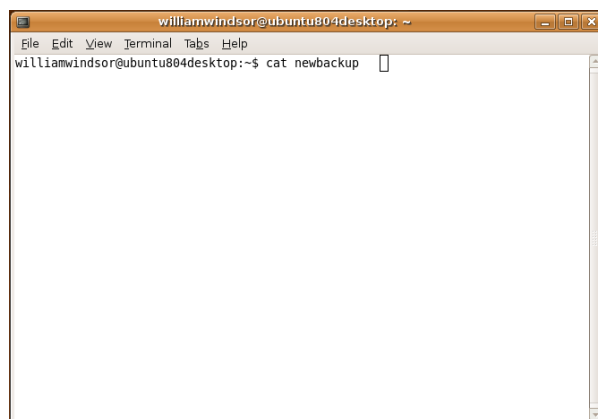 williamwindsor@ubuntu804desktop: ~
File Edit View Terminal Tabs Help
williamwindsor@ubuntu804desktop:~$ cat newbackup